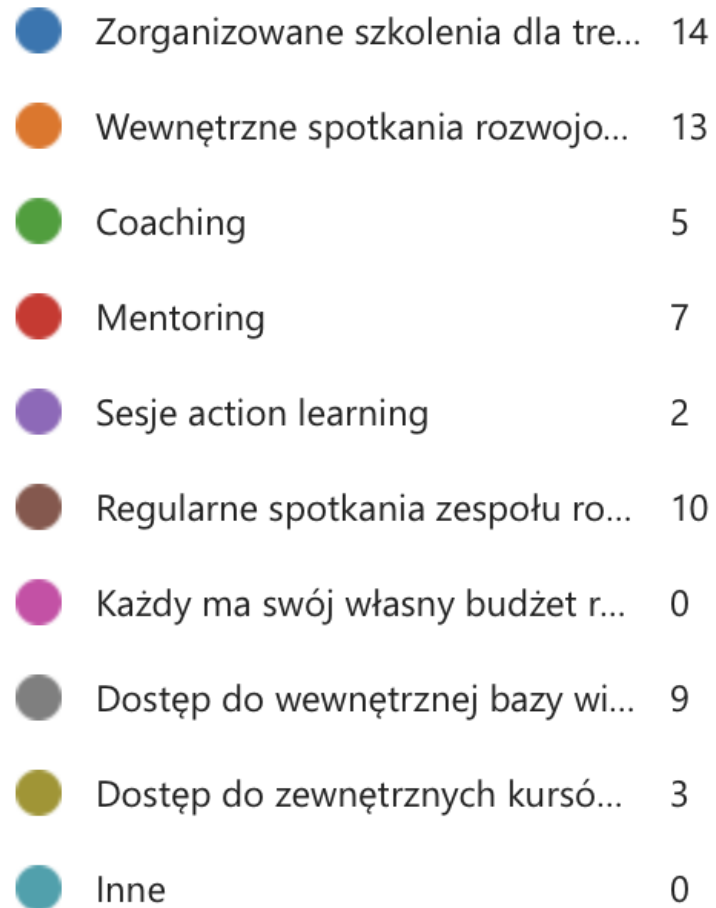 Zorganizowane szkolenia dla tre... 14
Wewnętrzne spotkania rozwojo... 13
Coaching 5
Mentoring 7
Sesje action learning 2
Regularne spotkania zespołu ro... 10
Każdy ma swój własny budżet r... 0
Dostęp do wewnętrznej bazy wi... 9
Dostęp do zewnętrznych kursó... 3
Inne 0